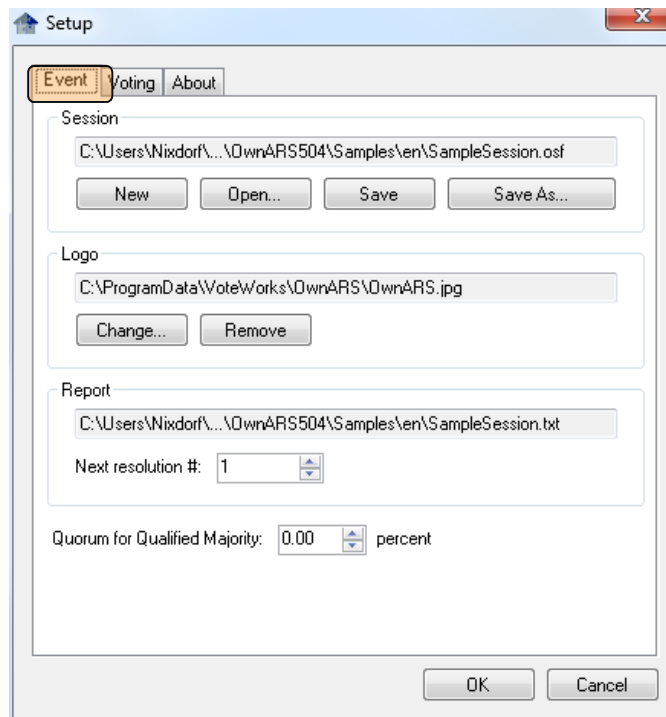 Setup
Event Voting About
Session
C:\Users\Nixdorf\...\OwnARS504\Samples\en\SampleSession.osf
New Open... Save Save As...
Logo
C:\ProgramData\VoteWorks\OwnARS\OwnARS.jpg
Change... Remove
Report
C:\Users\Nixdorf\...\OwnARS504\Samples\en\SampleSession.txt
Next resolution #: 1
Quorum for Qualified Majority: 0.00 percent
OK Cancel